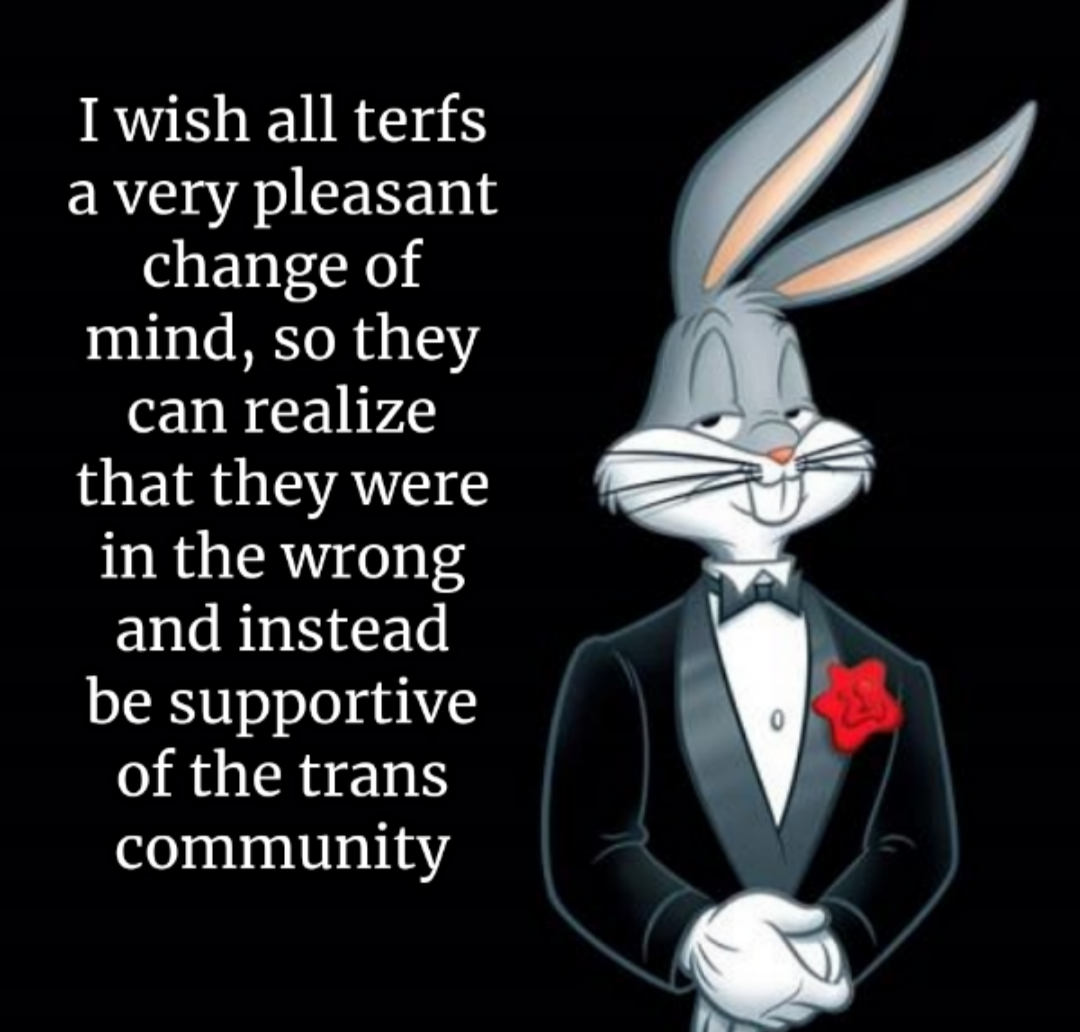 I wish all terfs
a very pleasant
change of
mind, so they
can realize
that they were
in the wrong
and instead
be supportive
of the trans
community